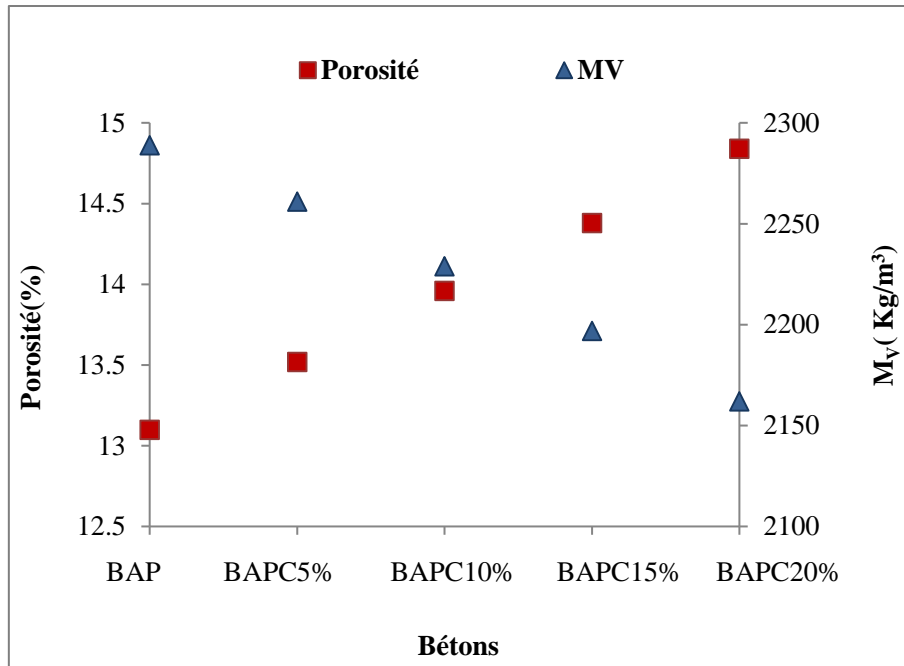 Porosité MV
15 2300
14.5
2250
14
13.5 2200
13 2150
12.5 2100
Porosité(%)
MV( Kg/m³)
BAP BAPC5% BAPC10% BAPC15% BAPC20%
Bétons